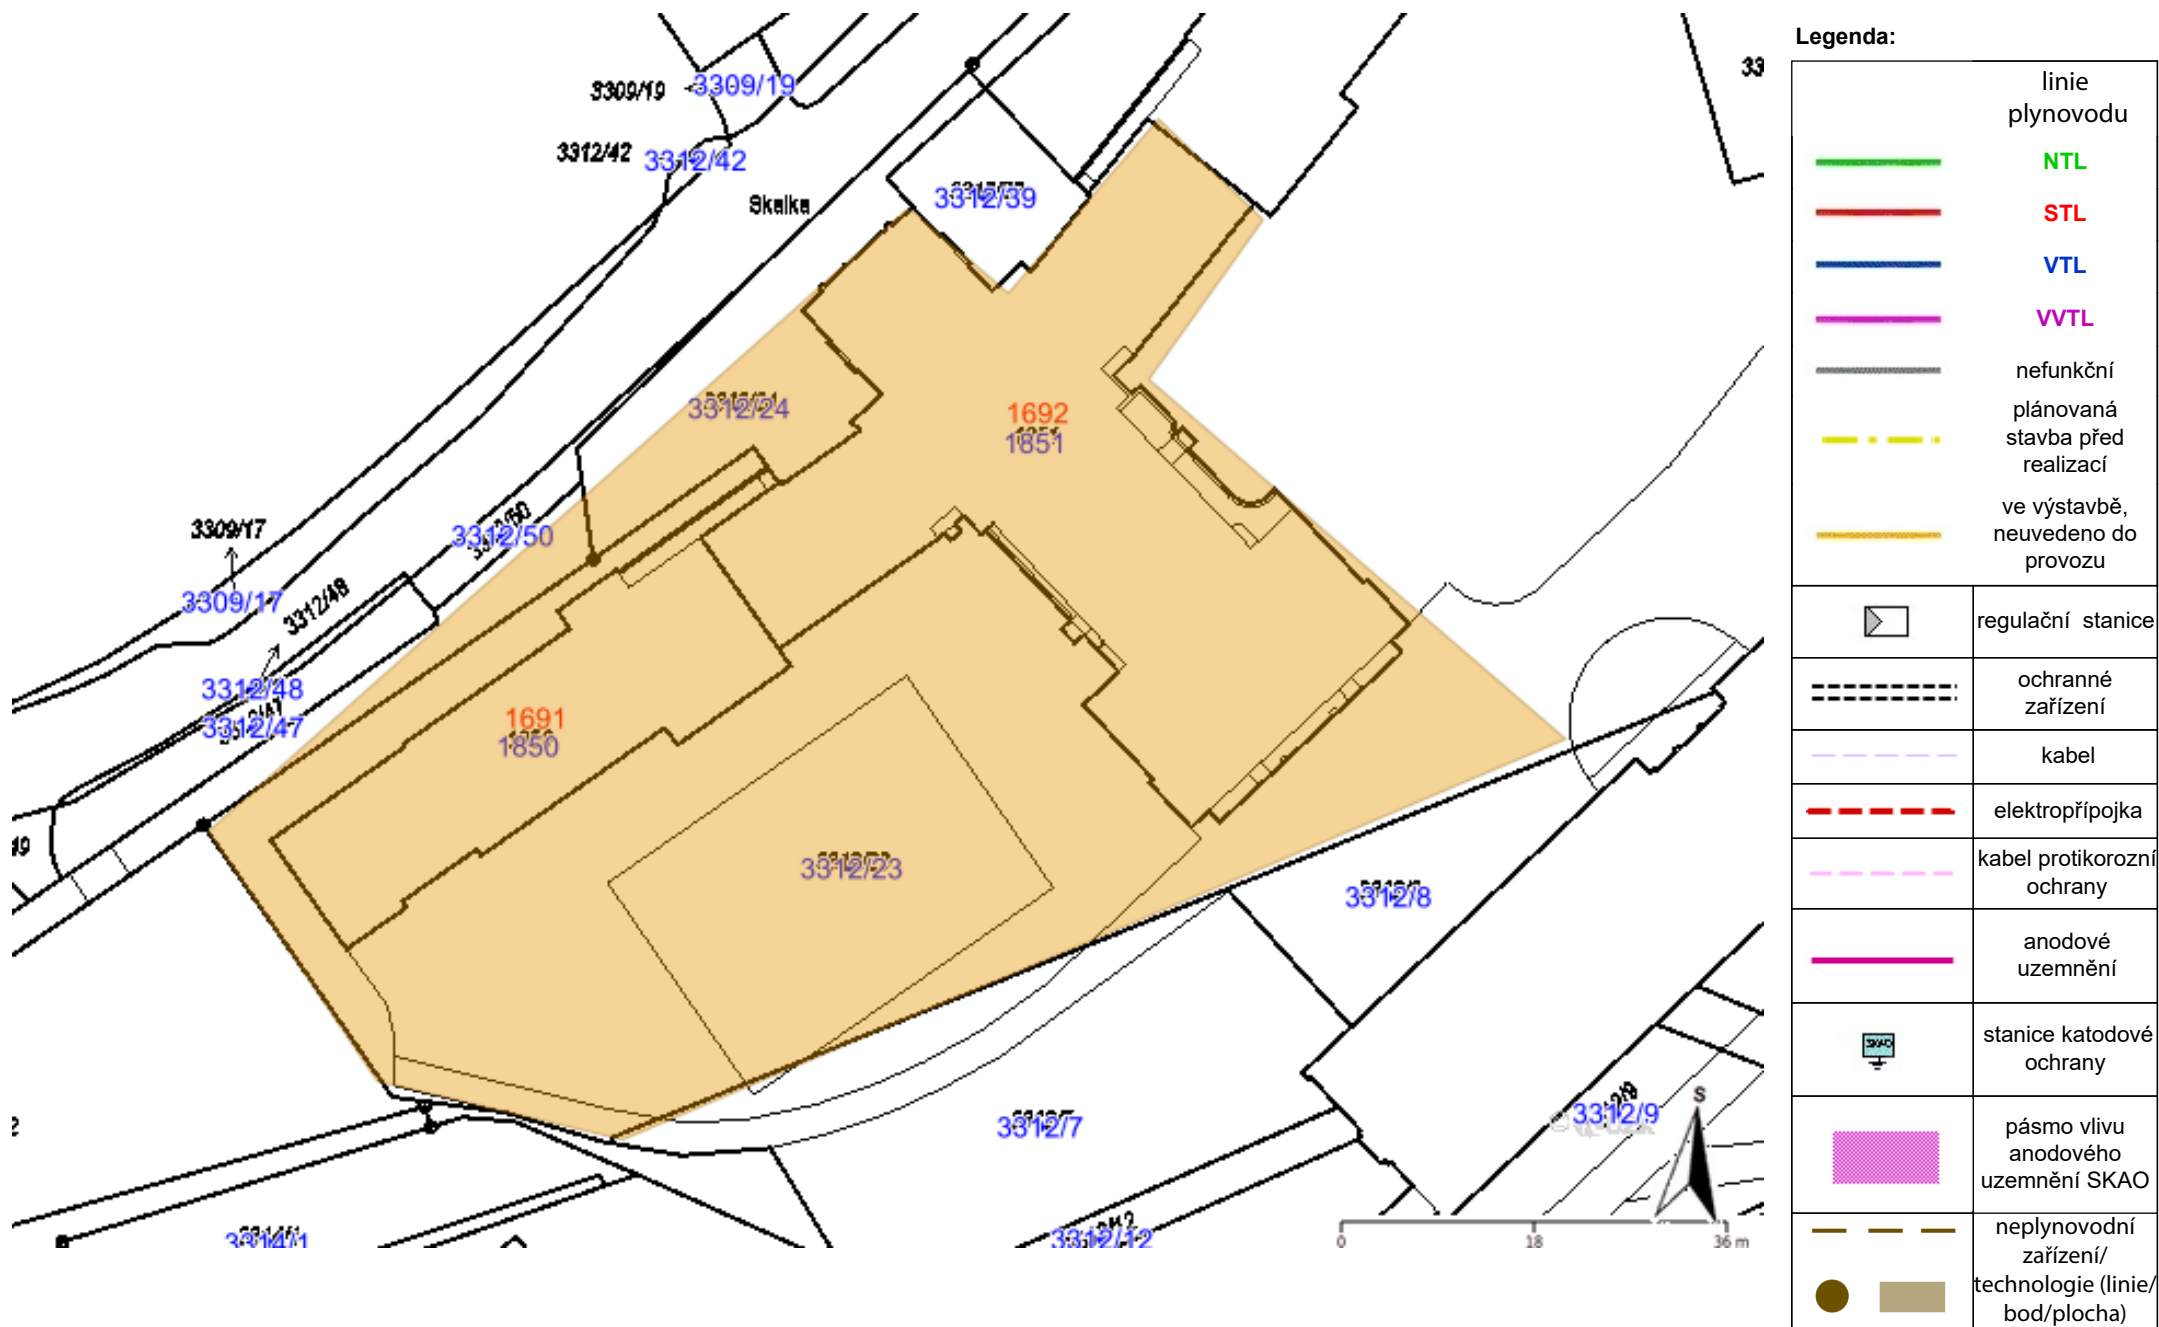 Legenda:
linie
plynovodu
NTL
STL
VTL
VVTL
nefunkční
plánovaná
stavba před
realizací
ve výstavbě,
neuvedeno do
provozu
regulační stanice
ochranné
zařízení
kabel
elektropřípojka
kabel protikorozní
ochrany
anodové
uzemnění
SKAO
stanice katodové
ochrany
pásmo vlivu
anodového
uzemnění SKAO
neplynovodní
zařízení/
technologie (linie/
bod/plocha)
33
3309/19
3309/19
3312/42
3312/42
Skalka
3312/39
3312/24
1692
1851
3309/17
3309/17
3312/50
3312/48
3312/48
3312/47
1691
1850
3312/23
3312/8
3312/7
3312/9
3312/12
3314/1
S
0 18 36 m